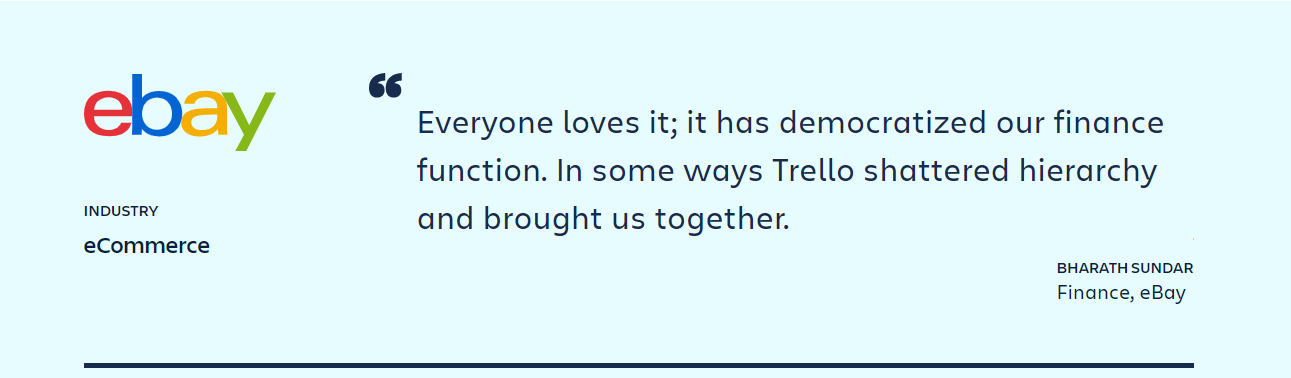 ebay
INDUSTRY
eCommerce
“
Everyone loves it; it has democratized our finance
function. In some ways Trello shattered hierarchy
and brought us together.
BHARATH SUNDAR
Finance, eBay